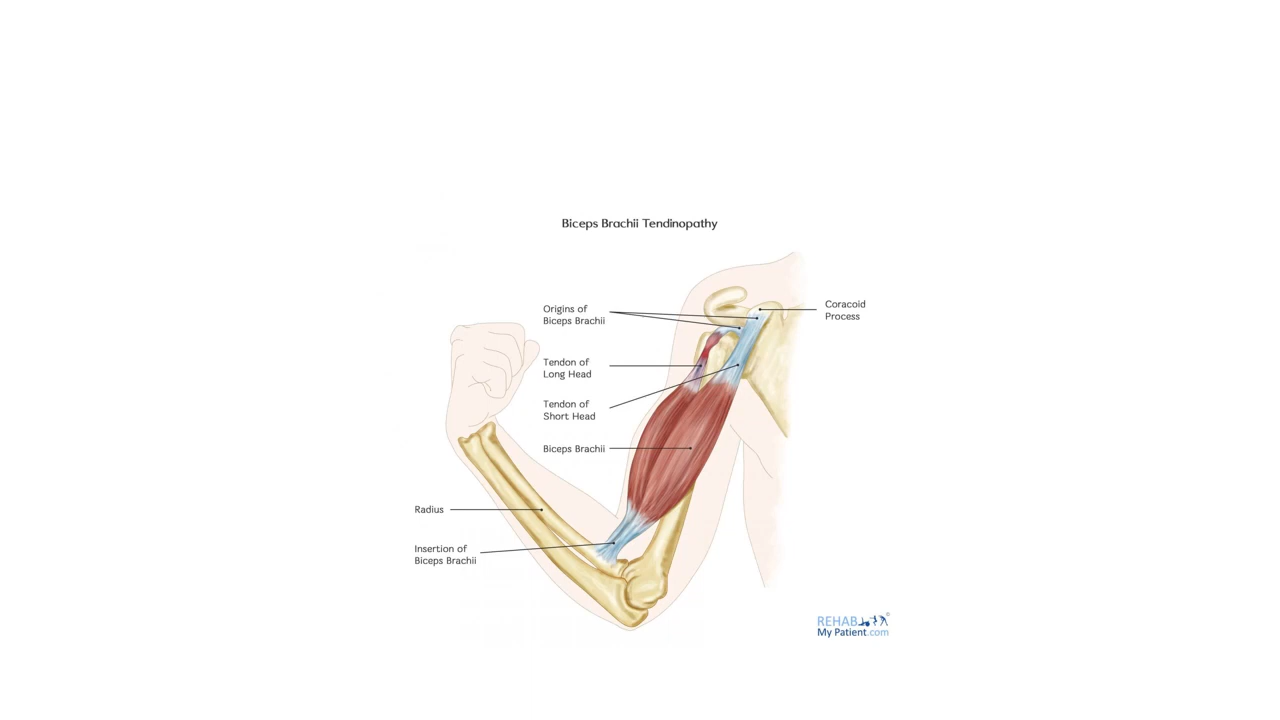 Biceps Brachii Tendinopathy
Origins of
Biceps Brachii
Coracoid
Process
Tendon of
Long Head
Tendon of
Short Head
Biceps Brachii
Radius
Insertion of
Biceps Brachii
REHAB
My Patient.com